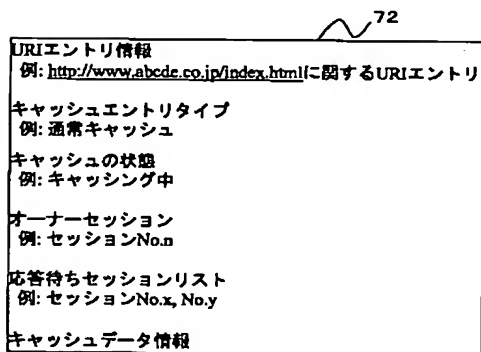 72
URIエントリ情報
例: http://www.abcde.co.jp/index.htmlに関するURIエントリ
キャッシュエントリタイプ
例: 通常キャッシュ
キャッシュの状態
例: キャッシング中
オーナーセッション
例: セッションNo.n
応答待ちセッションリスト
例: セッションNo.x, No.y
キャッシュデータ情報